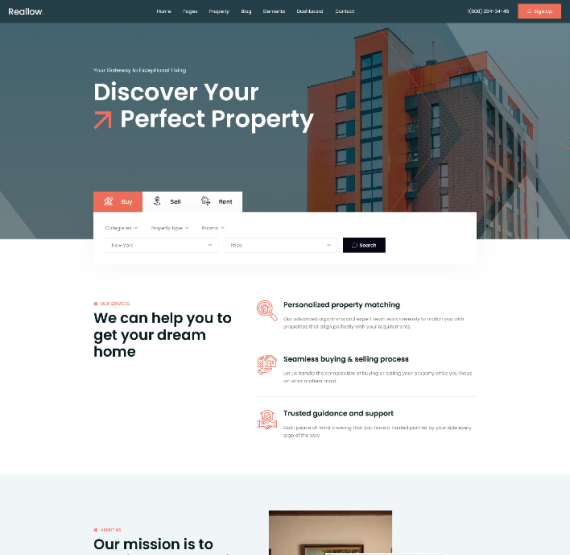 Reallow.
Home Pages Property Blog Elements Dashboard Contact
Sign Up
Your Gateway to Exceptional Living
Discover Your
Perfect Property
Buy Sell Rent
Categories Property Type Rooms
New York Price Search
OUR SERVICES
We can help you to
get your dream
home
Personalized property matching
Our advanced algorithms and expert team work tirelessly to match you with
properties that align perfectly with your requirements.
Seamless buying & selling process
Let us handle the complexities of buying or selling your property while you focus
on what matters most.
Trusted guidance and support
Gain peace of mind knowing that you have a trusted partner by your side every
step of the way.
ABOUT US
Our mission is to